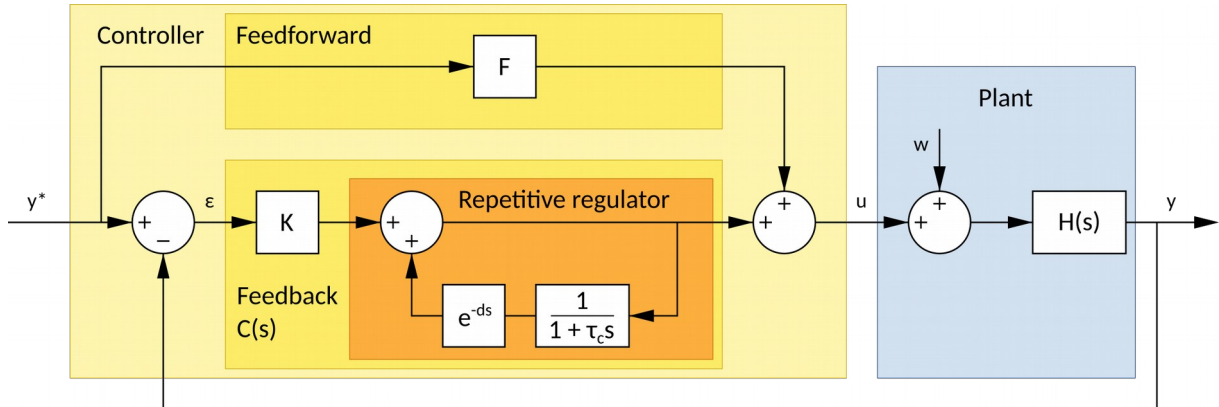 Controller
Feedforward
F
Plant
w
y*
+
−
ε
K
+
+
Repetitive regulator
+
+
u
+
+
H(s)
y
Feedback
C(s)
e^-ds
1
1 + τ_c s